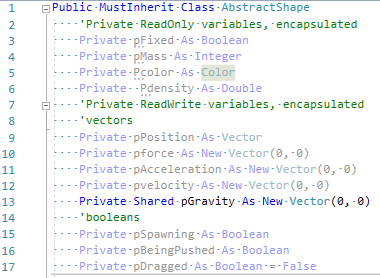 1 Public MustInherit Class AbstractShape
2 'Private ReadOnly variables, encapsulated
3 Private pFixed As Boolean
4 Private pMass As Integer
5 Private Pcolor As Color
6 Private Pdensity As Double
7 'Private ReadWrite variables, encapsulated
8 'vectors
9 Private pPosition As Vector
10 Private pforce As New Vector(0, 0)
11 Private pAcceleration As New Vector(0, 0)
12 Private pvelocity As New Vector(0, 0)
13 Private Shared pGravity As New Vector(0, 0)
14 'booleans
15 Private pSpawning As Boolean
16 Private pBeingPushed As Boolean
17 Private pDragged As Boolean = False